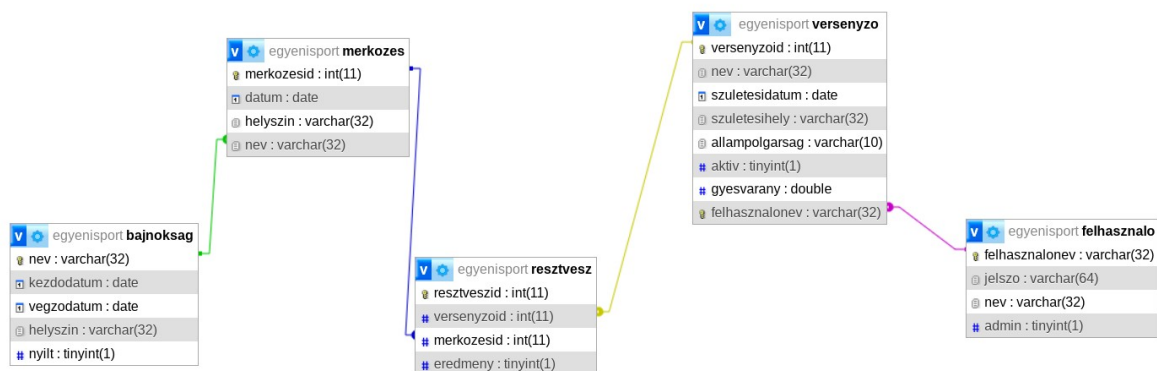 egyenisport merkozes
merkozesid : int(11)
datum : date
helyszin : varchar(32)
nev : varchar(32)
egyenisport versenyzo
versenyzoid : int(11)
nev : varchar(32)
szuletesidatum : date
szuletesihely : varchar(32)
allampolgarsag : varchar(10)
aktiv : tinyint(1)
gyesvarany : double
felhasznalonev : varchar(32)
egyenisport bajnoksag
nev : varchar(32)
kezdodatum : date
vegzodatum : date
helyszin : varchar(32)
nyilt : tinyint(1)
egyenisport resztvesz
resztveszid : int(11)
versenyzoid : int(11)
merkozesid : int(11)
eredmeny : tinyint(1)
egyenisport felhasznalo
felhasznalonev : varchar(32)
jelszo : varchar(64)
nev : varchar(32)
admin : tinyint(1)